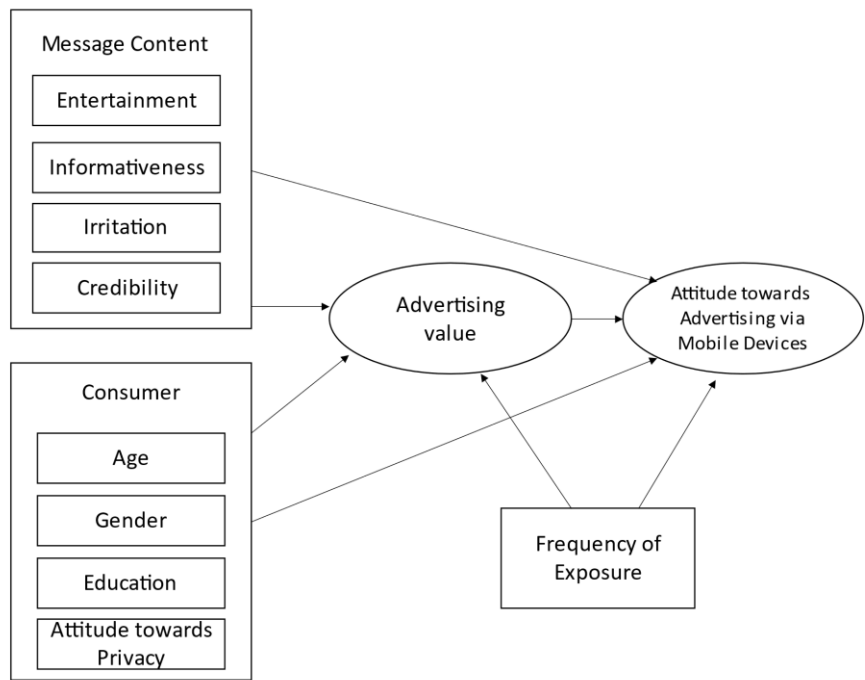 Message Content
Entertainment
Informativeness
Irritation
Credibility
Consumer
Age
Gender
Education
Attitude towards
Privacy
Advertising
value
Attitude towards
Advertising via
Mobile Devices
Frequency of
Exposure